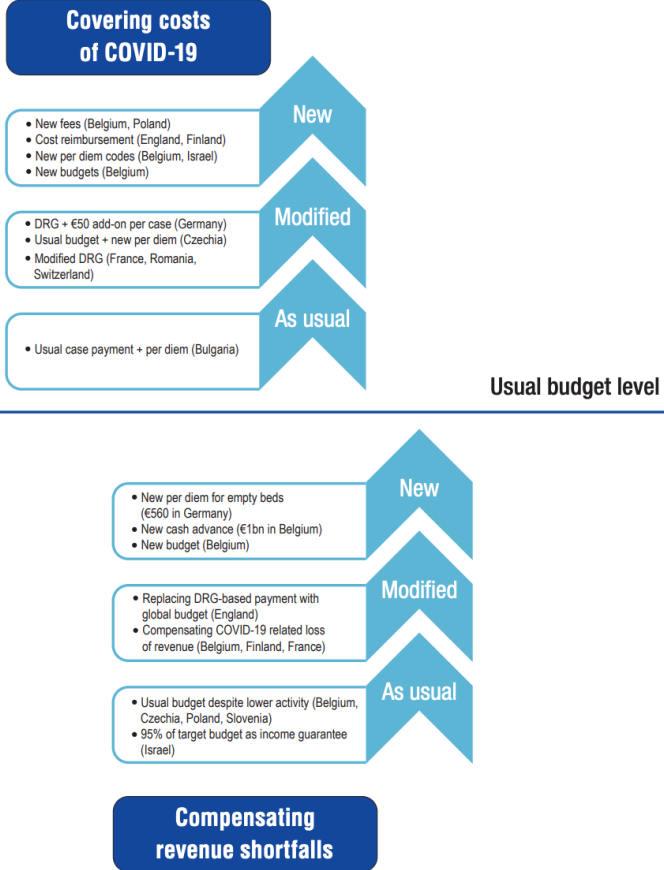 Covering costs
of COVID-19
New
• New fees (Belgium, Poland)
• Cost reimbursement (England, Finland)
• New per diem codes (Belgium, Israel)
• New budgets (Belgium)
Modified
• DRG + €50 add-on per case (Germany)
• Usual budget + new per diem (Czechia)
• Modified DRG (France, Romania,
Switzerland)
As usual
• Usual case payment + per diem (Bulgaria)
Usual budget level
New
• New per diem for empty beds
(€560 in Germany)
• New cash advance (€1bn in Belgium)
• New budget (Belgium)
Modified
• Replacing DRG-based payment with
global budget (England)
• Compensating COVID-19 related loss
of revenue (Belgium, Finland, France)
As usual
• Usual budget despite lower activity (Belgium,
Czechia, Poland, Slovenia)
• 95% of target budget as income guarantee
(Israel)
Compensating
revenue shortfalls